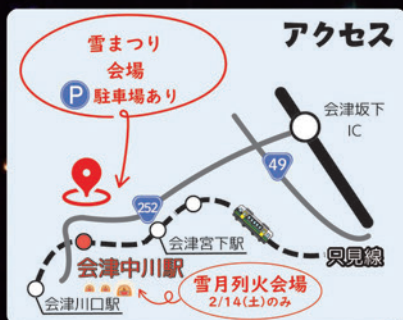 アクセス
雪まつり
会場
P 駐車場あり
会津坂下
IC
49
252
会津宮下駅
只見線
会津中川駅
雪月列火会場
2/14(土)のみ
会津川口駅